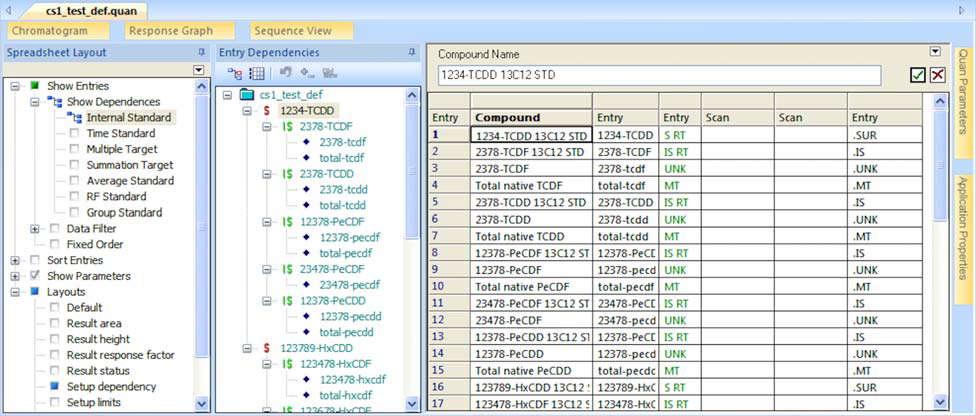 cs1_test_def.quan
Chromatogram
Response Graph
Sequence View
Spreadsheet Layout
Show Entries
Show Dependences
Internal Standard
Time Standard
Multiple Target
Summation Target
Average Standard
RF Standard
Group Standard
Data Filter
Fixed Order
Sort Entries
Show Parameters
Layouts
Default
Result area
Result height
Result response factor
Result status
Setup dependency
Setup limits
Entry Dependencies
cs1_test_def
$ 1234-TCDD
I$ 2378-TCDF
2378-tcdf
total-tcdf
I$ 2378-TCDD
2378-tcdd
total-tcdd
I$ 12378-PeCDF
12378-pecdf
total-pecdf
I$ 23478-PeCDF
23478-pecdf
I$ 12378-PeCDD
12378-pecdd
total-pecdd
$ 123789-HxCDD
I$ 123478-HxCDF
123478-hxcdf
total-hxcdf
I$ 123678-HxCDF
Compound Name
1234-TCDD 13C12 STD
Entry Compound Entry Entry Scan Scan Entry
1 1234-TCDD 13C12 STD 1234-TCDD S RT .SUR
2 2378-TCDF 13C12 STD 2378-TCDF IS RT .IS
3 2378-TCDF 2378-tcdf UNK .UNK
4 Total native TCDF total-tcdf MT .MT
5 2378-TCDD 13C12 STD 2378-TCDD IS RT .IS
6 2378-TCDD 2378-tcdd UNK .UNK
7 Total native TCDD total-tcdd MT .MT
8 12378-PeCDF 13C12 ST 12378-PeCD IS RT .IS
9 12378-PeCDF 12378-pecd UNK .UNK
10 Total native PeCDF total-pecdf MT .MT
11 23478-PeCDF 13C12 ST 23478-PeCD IS RT .IS
12 23478-PeCDF 23478-pecd UNK .UNK
13 12378-PeCDD 13C12 ST 12378-PeCD IS RT .IS
14 12378-PeCDD 12378-pecd UNK .UNK
15 Total native PeCDD total-pecdd MT .MT
16 123789-HxCDD 13C12 S 123789-HxC S RT .SUR
17 123478-HxCDF 13C12 S 123478-HxC IS RT .IS
Quan Parameters
Application Properties